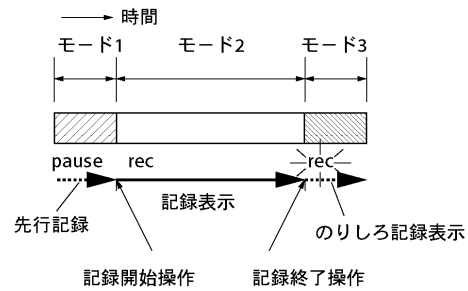 時間
モード1 モード2 モード3
pause rec rec
先行記録 記録表示 のりしろ記録表示
記録開始操作 記録終了操作